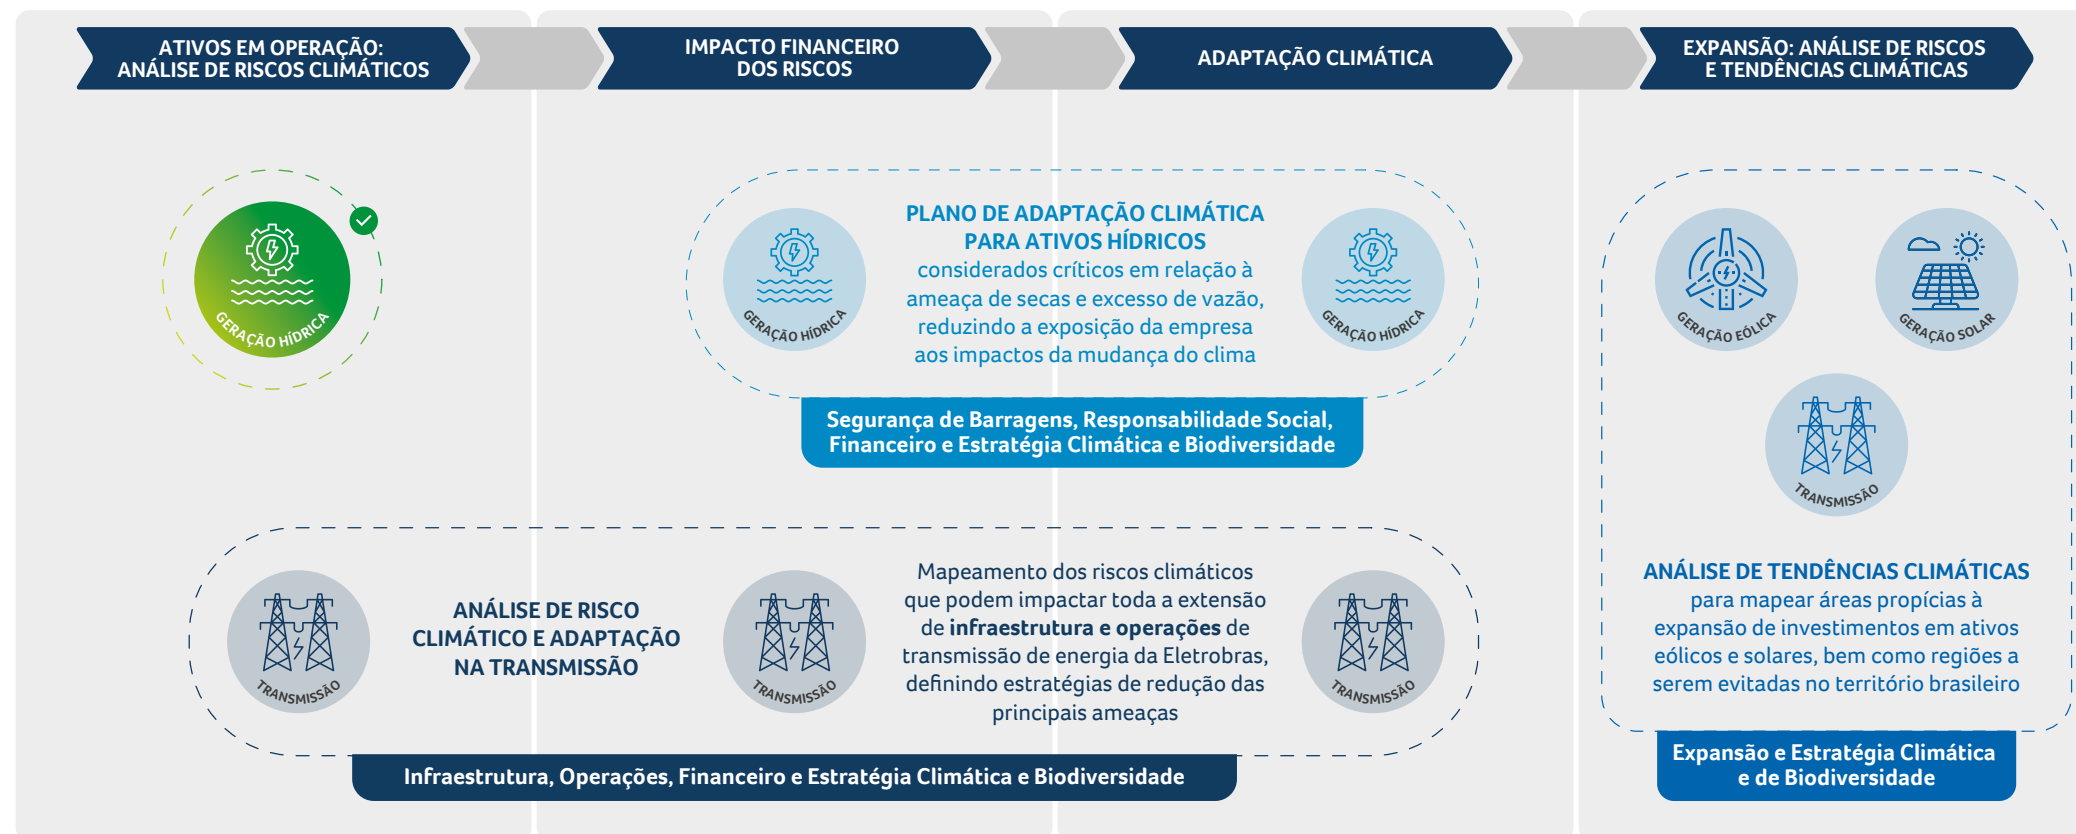 ATIVOS EM OPERAÇÃO:
ANÁLISE DE RISCOS CLIMÁTICOS
IMPACTO FINANCEIRO
DOS RISCOS
ADAPTAÇÃO CLIMÁTICA
EXPANSÃO: ANÁLISE DE RISCOS
E TENDÊNCIAS CLIMÁTICAS
GERAÇÃO HÍDRICA
GERAÇÃO HÍDRICA
PLANO DE ADAPTAÇÃO CLIMÁTICA
PARA ATIVOS HÍDRICOS
considerados críticos em relação à
ameaça de secas e excesso de vazão,
reduzindo a exposição da empresa
aos impactos da mudança do clima
GERAÇÃO HÍDRICA
Segurança de Barragens, Responsabilidade Social,
Financeiro e Estratégia Climática e Biodiversidade
TRANSMISSÃO
ANÁLISE DE RISCO
CLIMÁTICO E ADAPTAÇÃO
NA TRANSMISSÃO
TRANSMISSÃO
Mapeamento dos riscos climáticos
que podem impactar toda a extensão
de infraestrutura e operações de
transmissão de energia da Eletrobras,
definindo estratégias de redução das
principais ameaças
TRANSMISSÃO
Infraestrutura, Operações, Financeiro e Estratégia Climática e Biodiversidade
GERAÇÃO EÓLICA
GERAÇÃO SOLAR
TRANSMISSÃO
ANÁLISE DE TENDÊNCIAS CLIMÁTICAS
para mapear áreas propícias à
expansão de investimentos em ativos
eólicos e solares, bem como regiões a
serem evitadas no território brasileiro
Expansão e Estratégia Climática
e de Biodiversidade